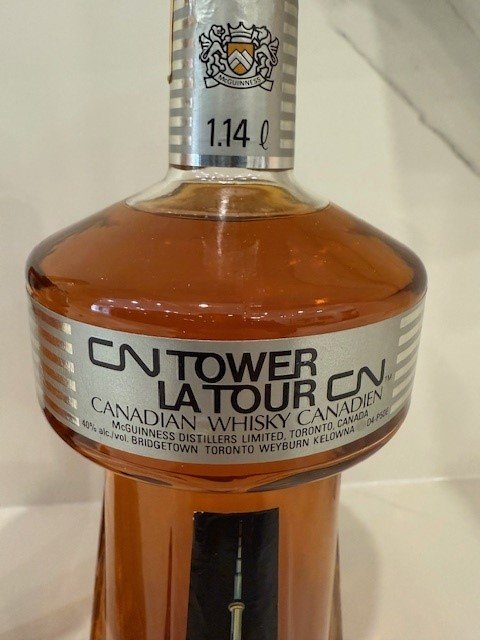 McGUINNESS
1.14 ℓ
CN TOWER
LA TOUR CN™
CANADIAN WHISKY CANADIEN
McGUINNESS DISTILLERS LIMITED, TORONTO, CANADA
40% alc./vol. BRIDGETOWN TORONTO WEYBURN KELOWNA